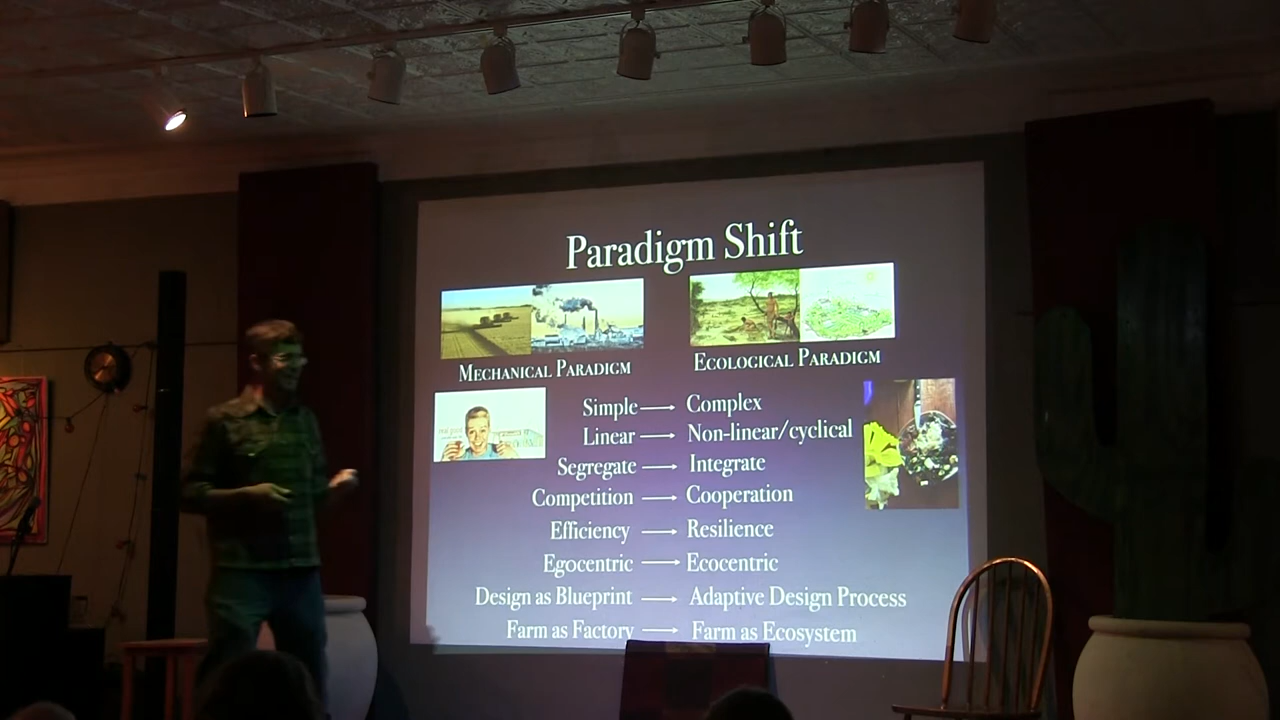 Paradigm Shift
Mechanical Paradigm
Ecological Paradigm
Simple → Complex
Linear → Non-linear/cyclical
Segregate → Integrate
Competition → Cooperation
Efficiency → Resilience
Egocentric → Ecocentric
Design as Blueprint → Adaptive Design Process
Farm as Factory → Farm as Ecosystem